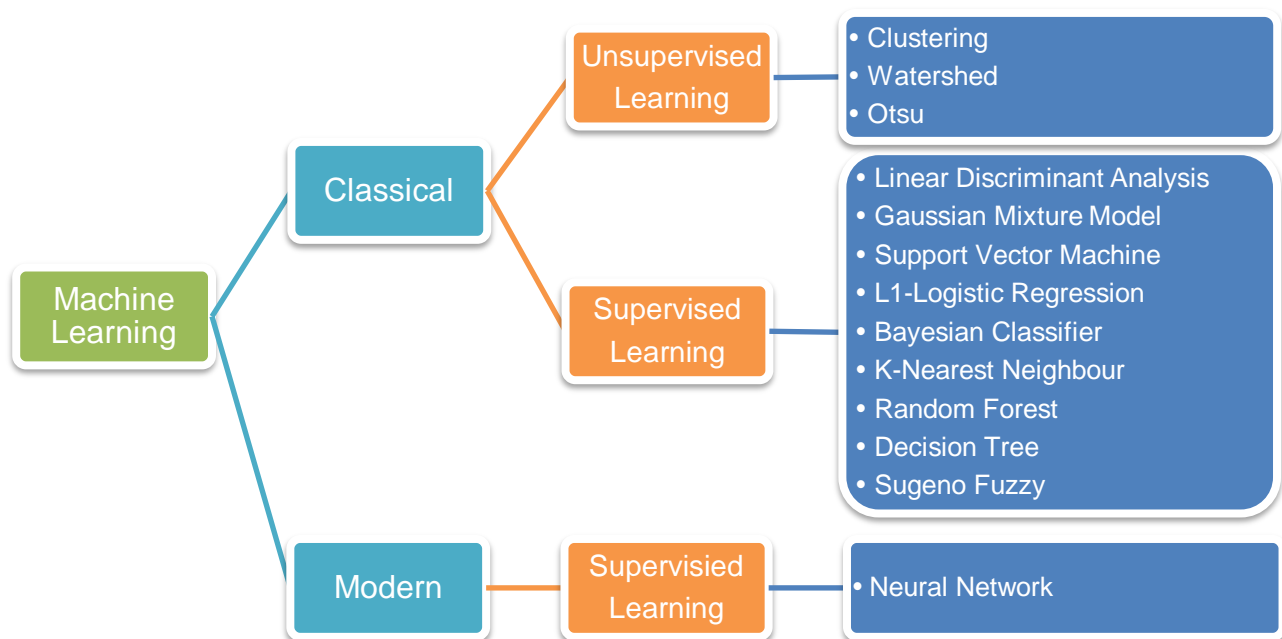 Machine
Learning
Classical
Unsupervised
Learning
• Clustering
• Watershed
• Otsu
Supervised
Learning
• Linear Discriminant Analysis
• Gaussian Mixture Model
• Support Vector Machine
• L1-Logistic Regression
• Bayesian Classifier
• K-Nearest Neighbour
• Random Forest
• Decision Tree
• Sugeno Fuzzy
Modern
Supervisied
Learning
• Neural Network